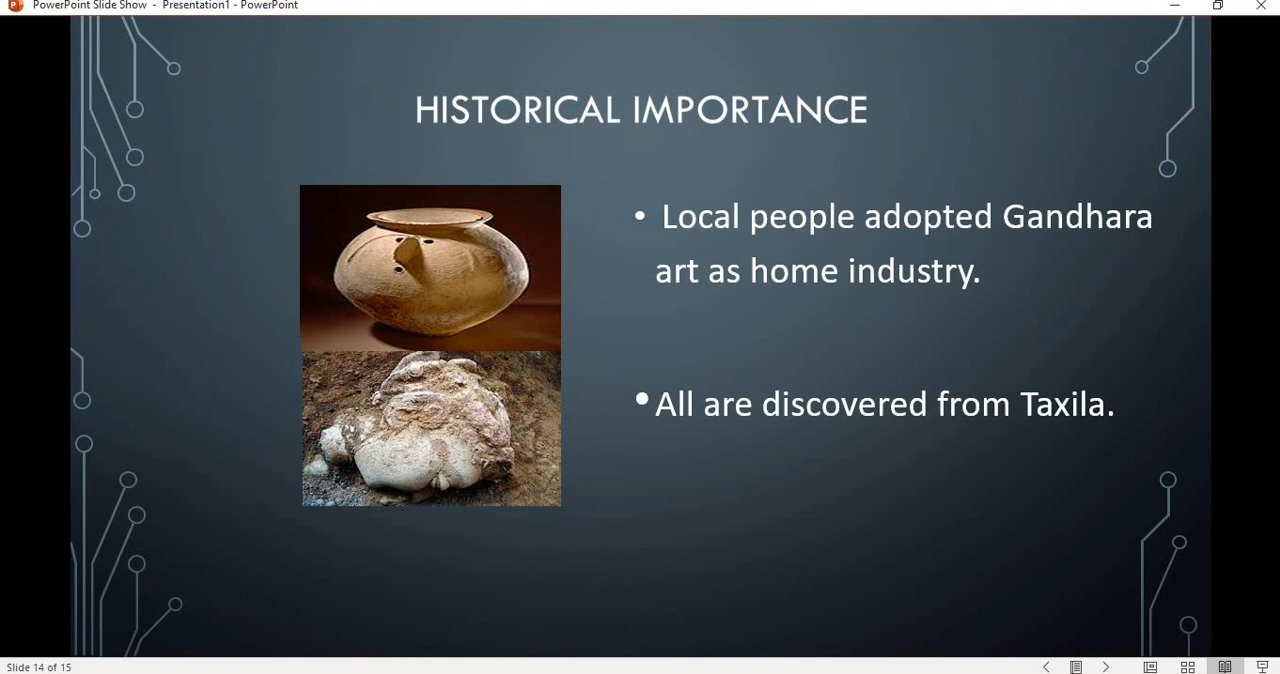 PowerPoint Slide Show - Presentation1 - PowerPoint
HISTORICAL IMPORTANCE
• Local people adopted Gandhara
art as home industry.
• All are discovered from Taxila.
Slide 14 of 15